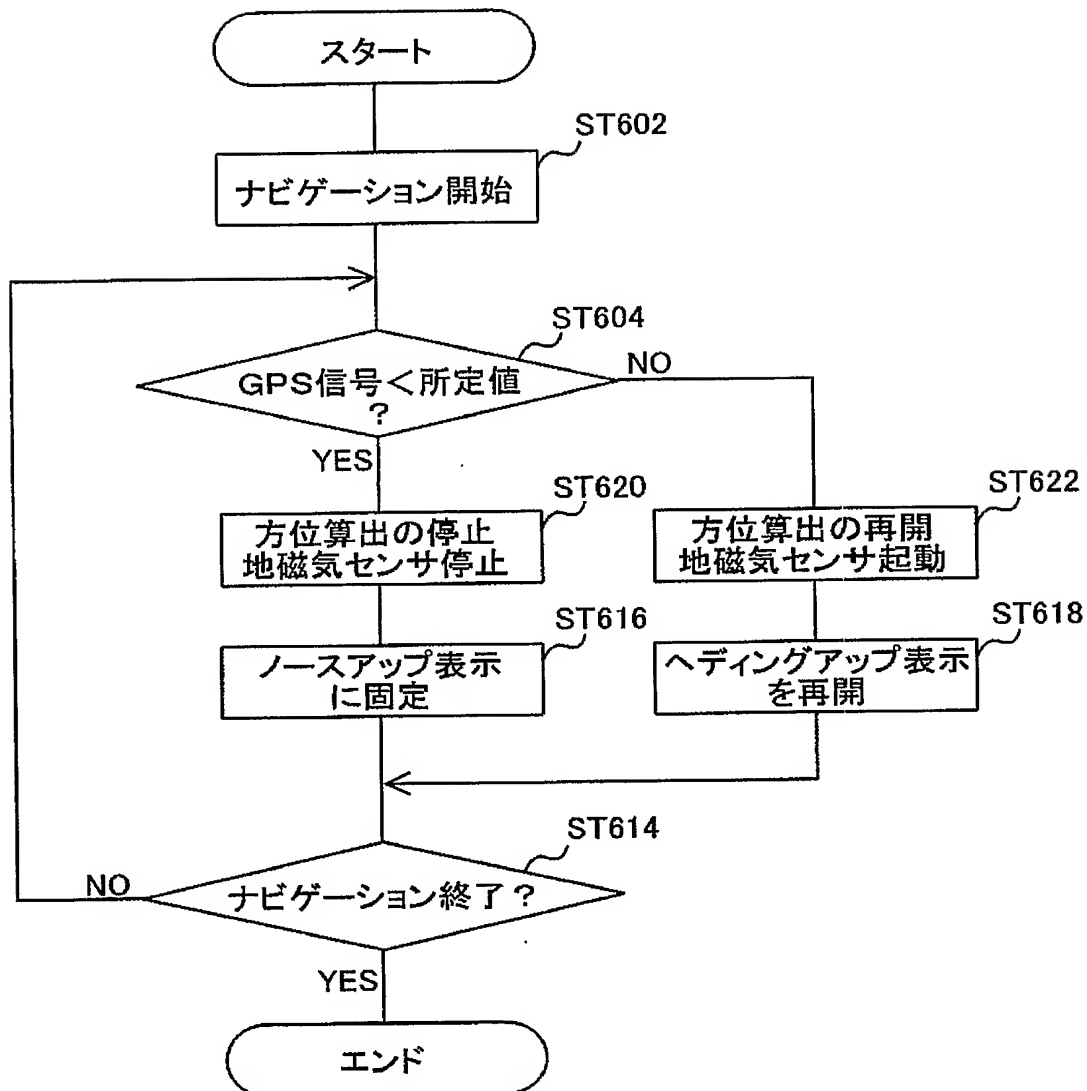 スタート
ST602
ナビゲーション開始
ST604
GPS信号<所定値
?
NO
YES
ST620
方位算出の停止
地磁気センサ停止
ST622
方位算出の再開
地磁気センサ起動
ST616
ノースアップ表示
に固定
ST618
ヘディングアップ表示
を再開
ST614
ナビゲーション終了?
NO
YES
エンド